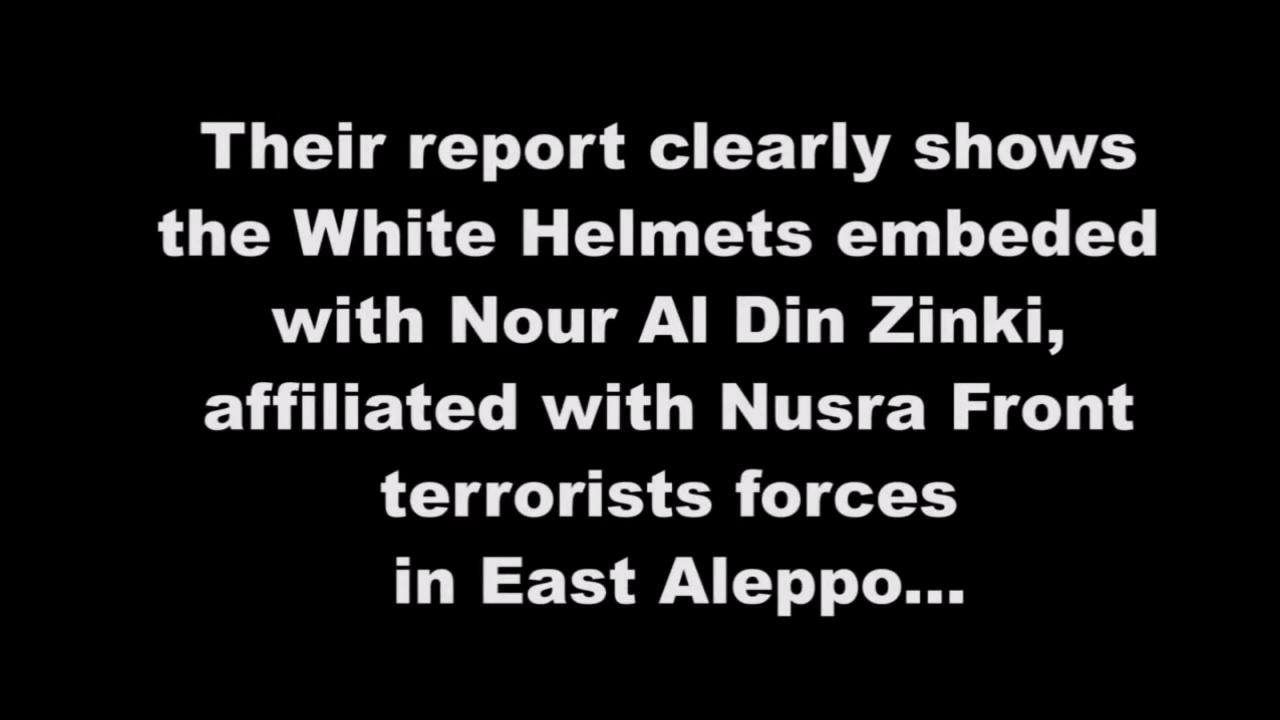 Their report clearly shows
the White Helmets embeded
with Nour Al Din Zinki,
affiliated with Nusra Front
terrorists forces
in East Aleppo...